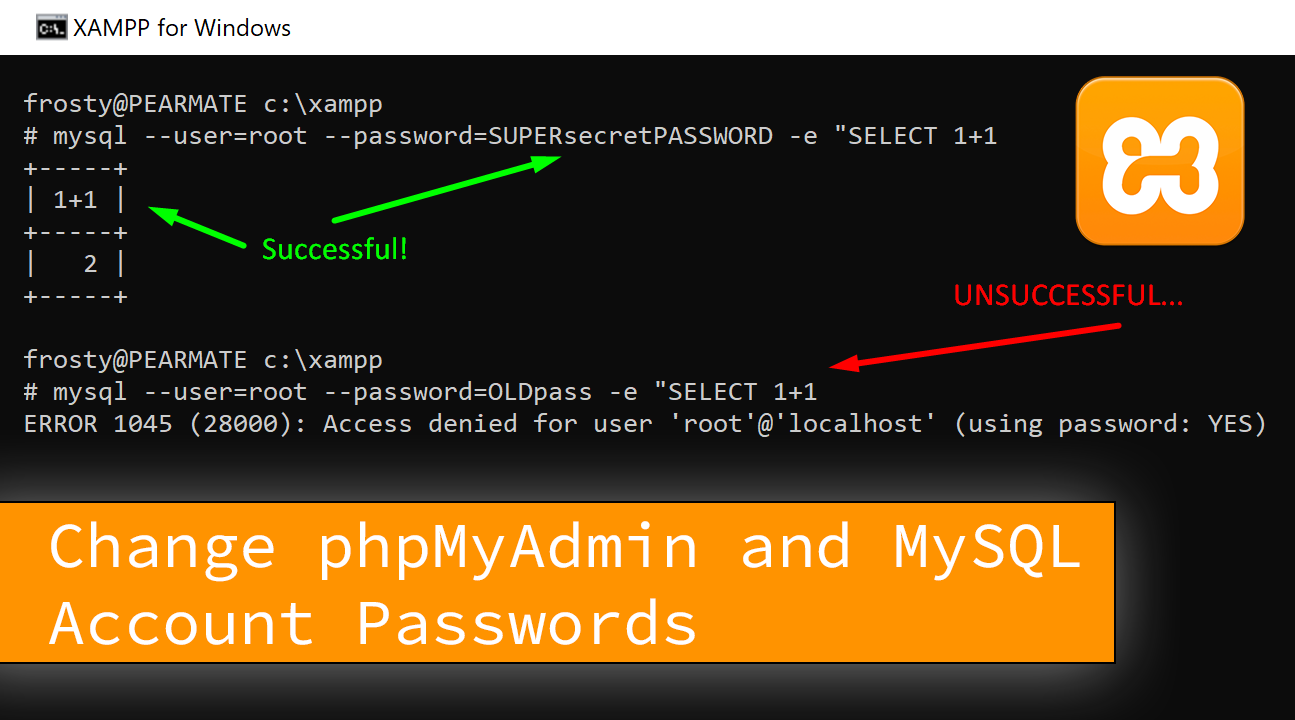 XAMPP for Windows
frosty@PEARMATE c:\xampp
# mysql --user=root --password=SUPERsecretPASSWORD -e "SELECT 1+1
+-----+
| 1+1 |
+-----+
|   2 |
+-----+
Successful!
UNSUCCESSFUL...
frosty@PEARMATE c:\xampp
# mysql --user=root --password=OLDpass -e "SELECT 1+1
ERROR 1045 (28000): Access denied for user 'root'@'localhost' (using password: YES)
Change phpMyAdmin and MySQL
Account Passwords